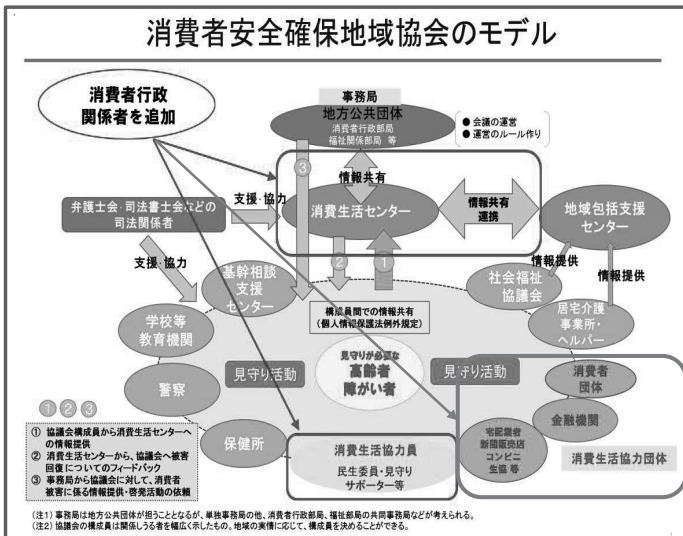 消費者安全確保地域協会のモデル
消費者行政
関係者を追加
事務局
地方公共団体
消費者行政部局
福祉関係部局 等
● 会議の運営
● 運営のルール作り
③
情報共有
支援・協力
消費生活センター
情報共有
連携
地域包括支援
センター
弁護士会・司法書士会などの
司法関係者
支援・協力
②
①
情報提供
情報提供
基幹相談
支援
センター
社会福祉
協議会
構成員間での情報共有
(個人情報保護法例外規定)
居宅介護
事業所・
ヘルパー
学校等
教育機関
見守りが必要な
高齢者
障がい者
見守り活動
見守り活動
消費者
団体
警察
金融機関
① ② ③
保健所
消費生活協力員
民生委員・見守り
サポーター等
宅配業者
新聞販売店
コンビニ
生協 等
消費生活協力団体
① 協議会構成員から消費生活センターへ
の情報提供
② 消費生活センターから、協議会へ被害
回復についてのフィードバック
③ 事務局から協議会に対して、消費者
被害に係る情報提供・啓発活動の依頼
(注1) 事務局は地方公共団体が担うこととなるが、単独事務局の他、消費者行政部局、福祉部局の共同事務局などが考えられる。
(注2) 協議会の構成員は関係しうる者を幅広く示したもの。地域の実情に応じて、構成員を決めることができる。